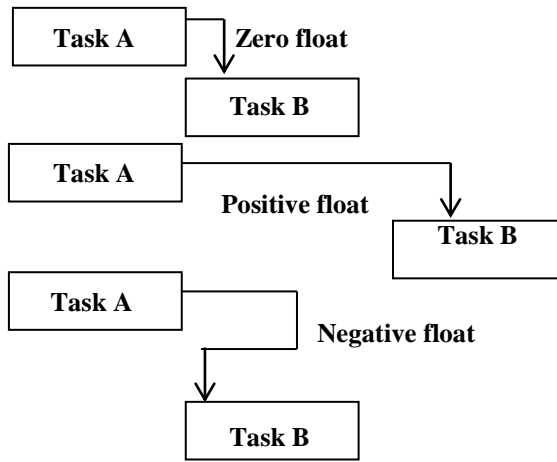 Task A
Zero float
Task B
Task A
Positive float
Task B
Task A
Negative float
Task B